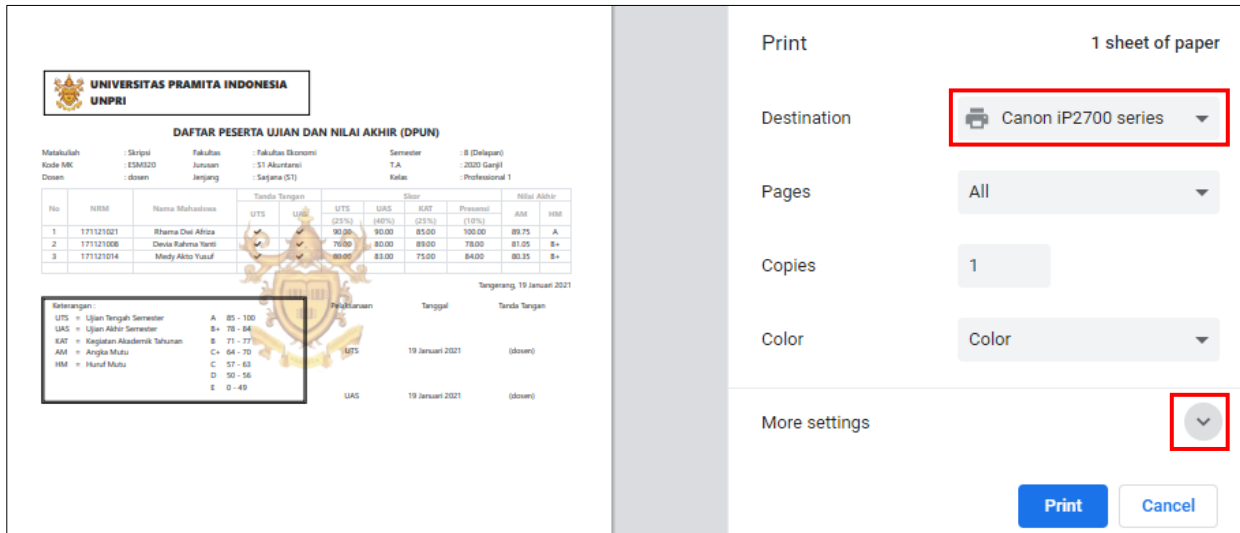 UNIVERSITAS PRAMITA INDONESIA
UNPRI
DAFTAR PESERTA UJIAN DAN NILAI AKHIR (DPUN)
Matakuliah : Skripsi Fakultas : Fakultas Ekonomi Semester : 8 (Delapan)
Kode MK : ESM320 Jurusan : S1 Akuntansi T.A : 2020 Ganjil
Dosen : dosen Jenjang : Sarjana (S1) Kelas : Professional 1
No NRM Nama Mahasiswa Tanda Tangan Skor Nilai Akhir
UTS UAS UTS UAS KAT Presensi AM HM
(25%) (40%) (25%) (10%)
1 171121021 Rhama Dwi Afriza ✔ ✔ 90.00 90.00 85.00 100.00 89.75 A
2 171121008 Devia Rahma Yanti ✔ ✔ 76.00 80.00 89.00 78.00 81.05 B+
3 171121014 Medy Akto Yusuf ✔ ✔ 80.00 83.00 75.00 84.00 80.35 B+
Tangerang, 19 Januari 2021
Keterangan :
UTS = Ujian Tengah Semester A 85 - 100
UAS = Ujian Akhir Semester B+ 78 - 84
KAT = Kegiatan Akademik Tahunan B 71 - 77
AM = Angka Mutu C+ 64 - 70
HM = Huruf Mutu C 57 - 63
D 50 - 56
E 0 - 49
Pelaksanaan Tanggal Tanda Tangan
UTS 19 Januari 2021 (dosen)
UAS 19 Januari 2021 (dosen)
Print 1 sheet of paper
Destination Canon iP2700 series
Pages All
Copies 1
Color Color
More settings
Print Cancel